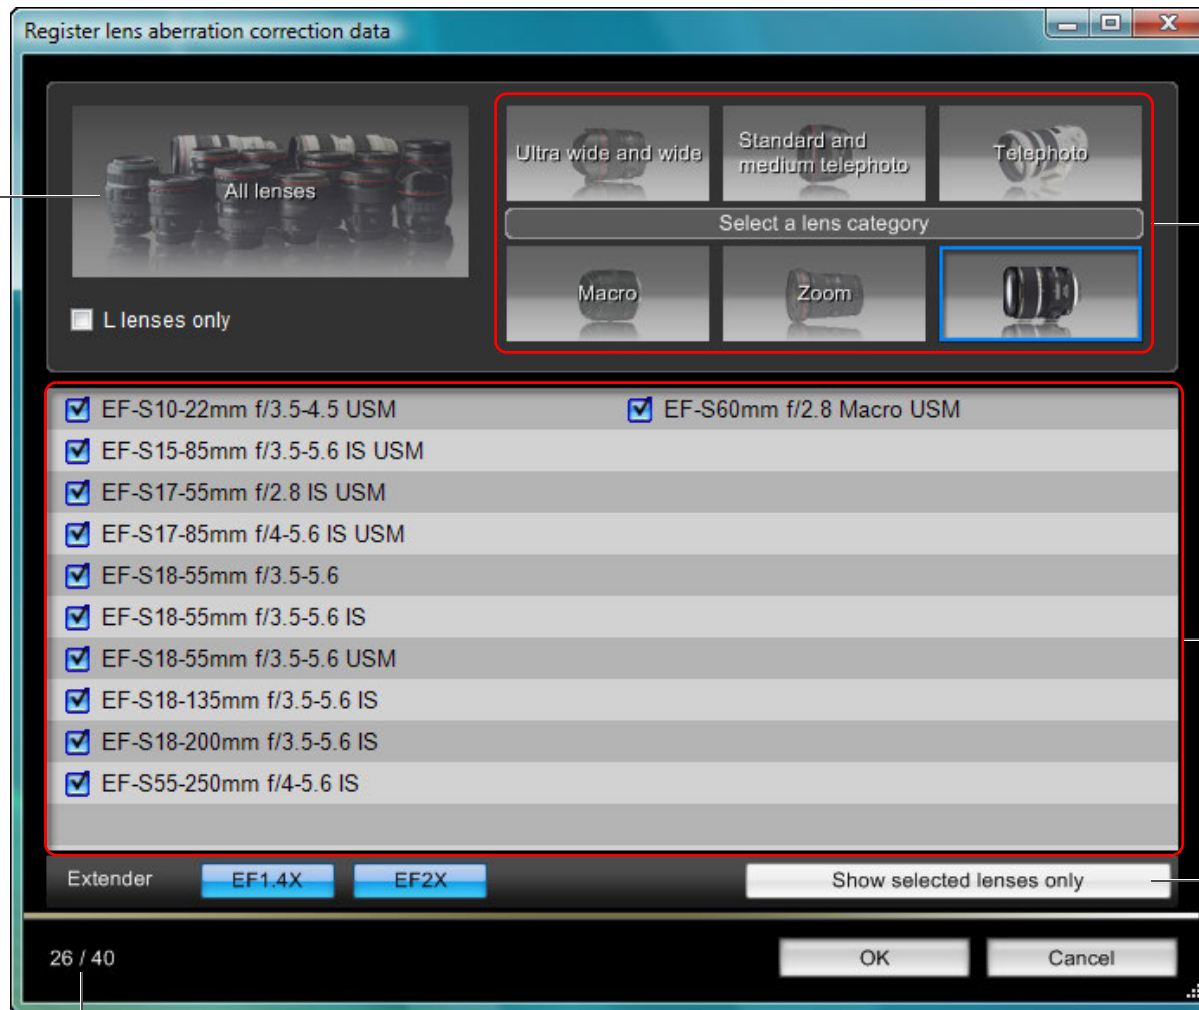 Register lens aberration correction data
All lenses
L lenses only
Ultra wide and wide
Standard and
medium telephoto
Telephoto
Select a lens category
Macro
Zoom
EF-S10-22mm f/3.5-4.5 USM
EF-S15-85mm f/3.5-5.6 IS USM
EF-S17-55mm f/2.8 IS USM
EF-S17-85mm f/4-5.6 IS USM
EF-S18-55mm f/3.5-5.6
EF-S18-55mm f/3.5-5.6 IS
EF-S18-55mm f/3.5-5.6 USM
EF-S18-135mm f/3.5-5.6 IS
EF-S18-200mm f/3.5-5.6 IS
EF-S55-250mm f/4-5.6 IS
EF-S60mm f/2.8 Macro USM
Extender
EF1.4X
EF2X
Show selected lenses only
26 / 40
OK
Cancel